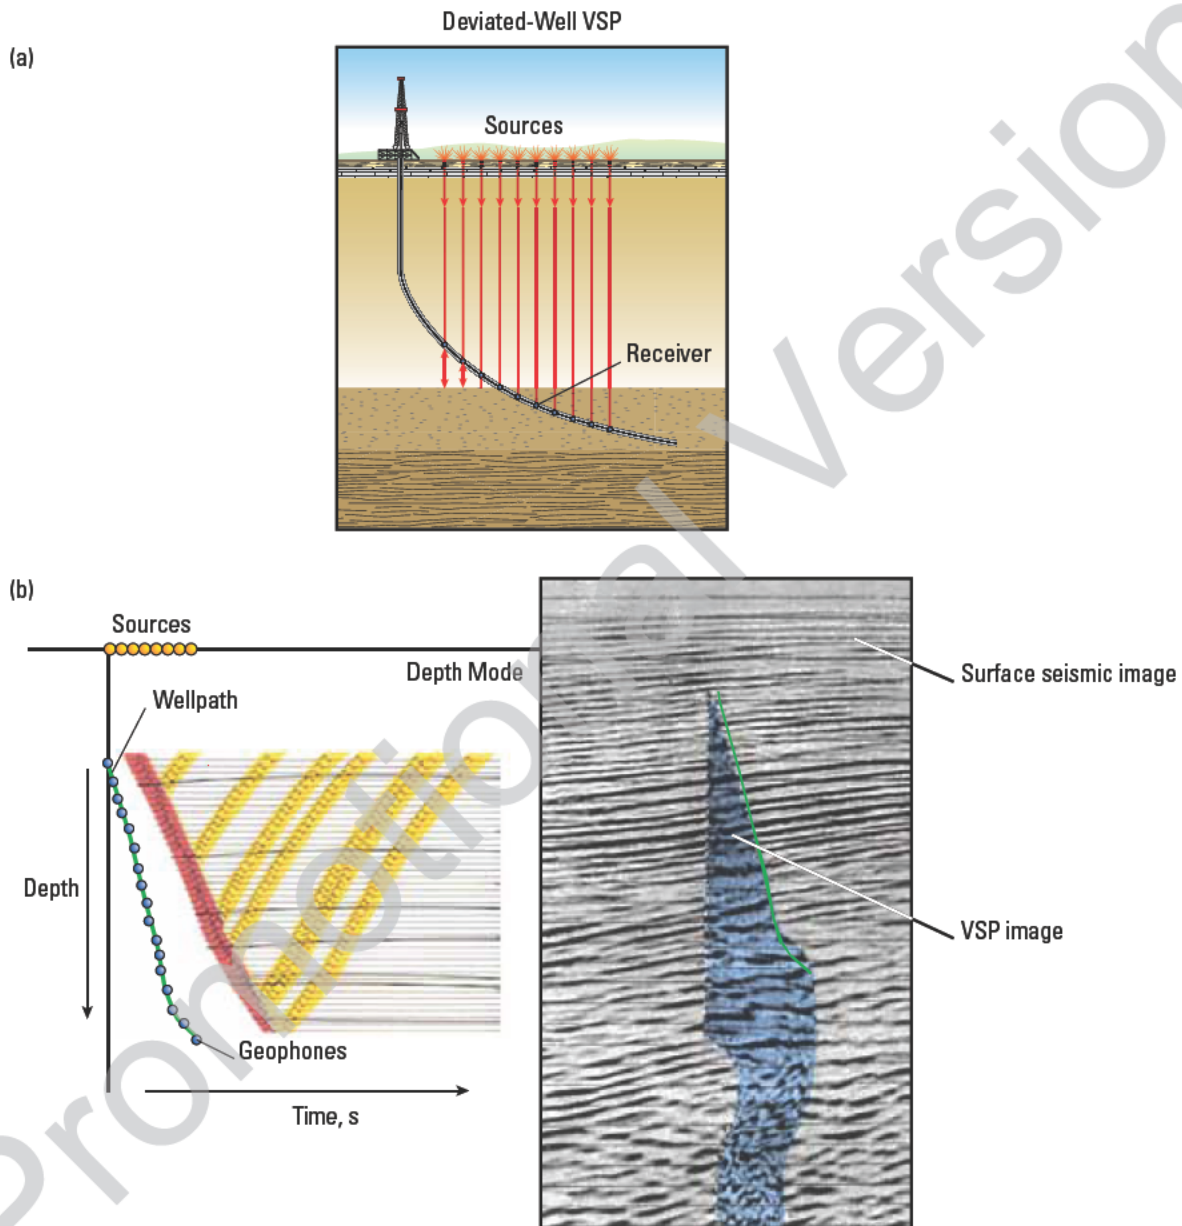 Deviated-Well VSP
(a)
Sources
Receiver
(b)
Sources
Depth Mode
Wellpath
Depth
Geophones
Time, s
Surface seismic image
VSP image
Promotional Version